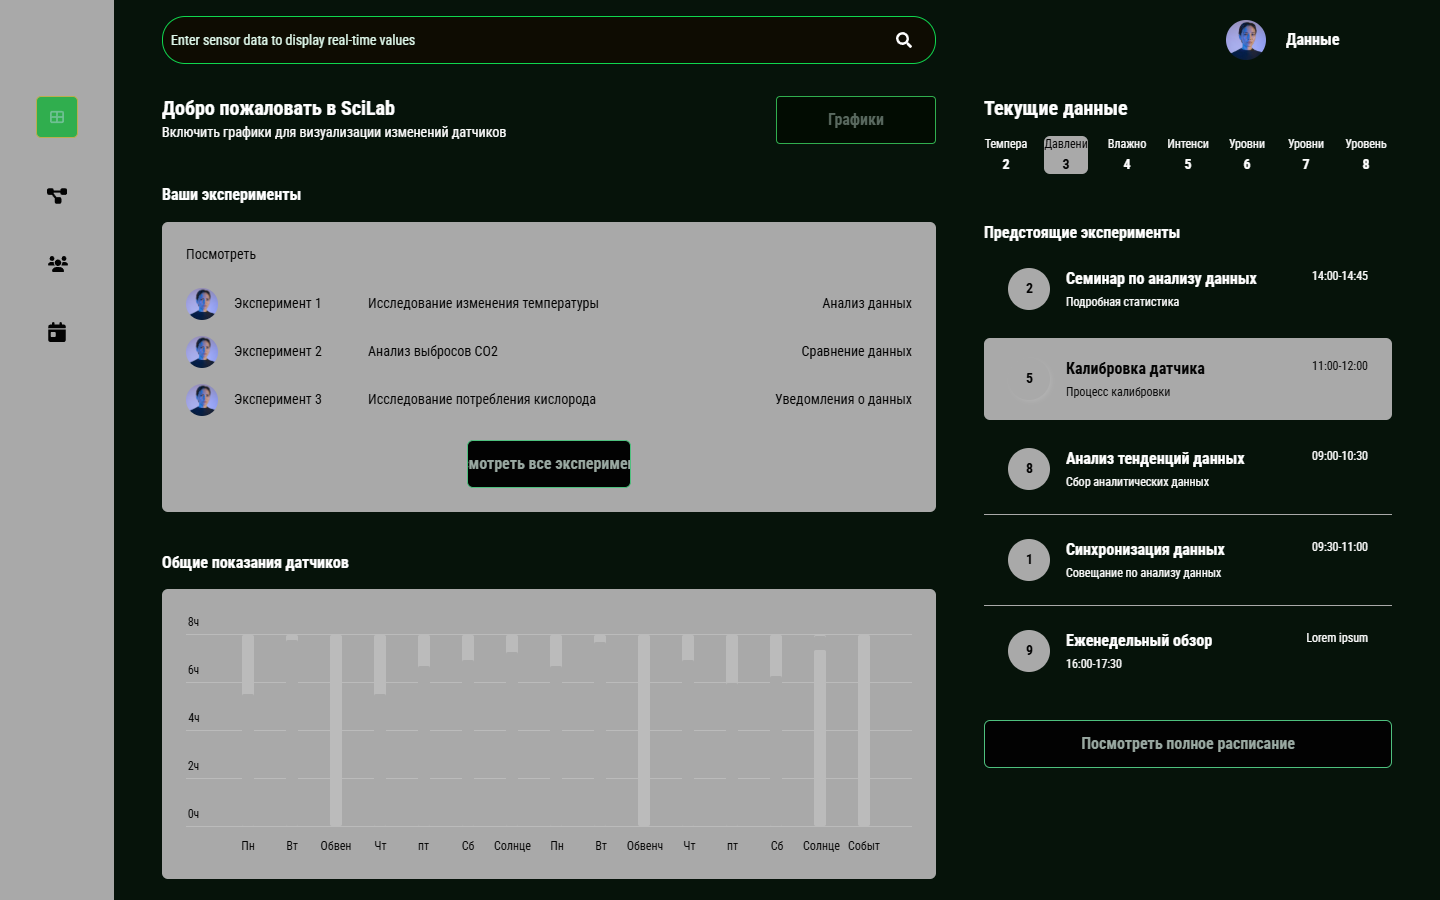 Enter sensor data to display real-time values
Данные
Добро пожаловать в SciLab
Включить графики для визуализации изменений датчиков
Графики
Ваши эксперименты
Посмотреть
Эксперимент 1 Исследование изменения температуры Анализ данных
Эксперимент 2 Анализ выбросов CO2 Сравнение данных
Эксперимент 3 Исследование потребления кислорода Уведомления о данных
мотреть все эксперимен
Общие показания датчиков
8ч
6ч
4ч
2ч
0ч
Пн Вт Обвен Чт пт Сб Солнце Пн Вт Обвенч Чт пт Сб Солнце Событ
Текущие данные
Темпера Давлени Влажно Интенси Уровни Уровни Уровень
2 3 4 5 6 7 8
Предстоящие эксперименты
2 Семинар по анализу данных 14:00-14:45
Подробная статистика
5 Калибровка датчика 11:00-12:00
Процесс калибровки
8 Анализ тенденций данных 09:00-10:30
Сбор аналитических данных
1 Синхронизация данных 09:30-11:00
Совещание по анализу данных
9 Еженедельный обзор Lorem ipsum
16:00-17:30
Посмотреть полное расписание